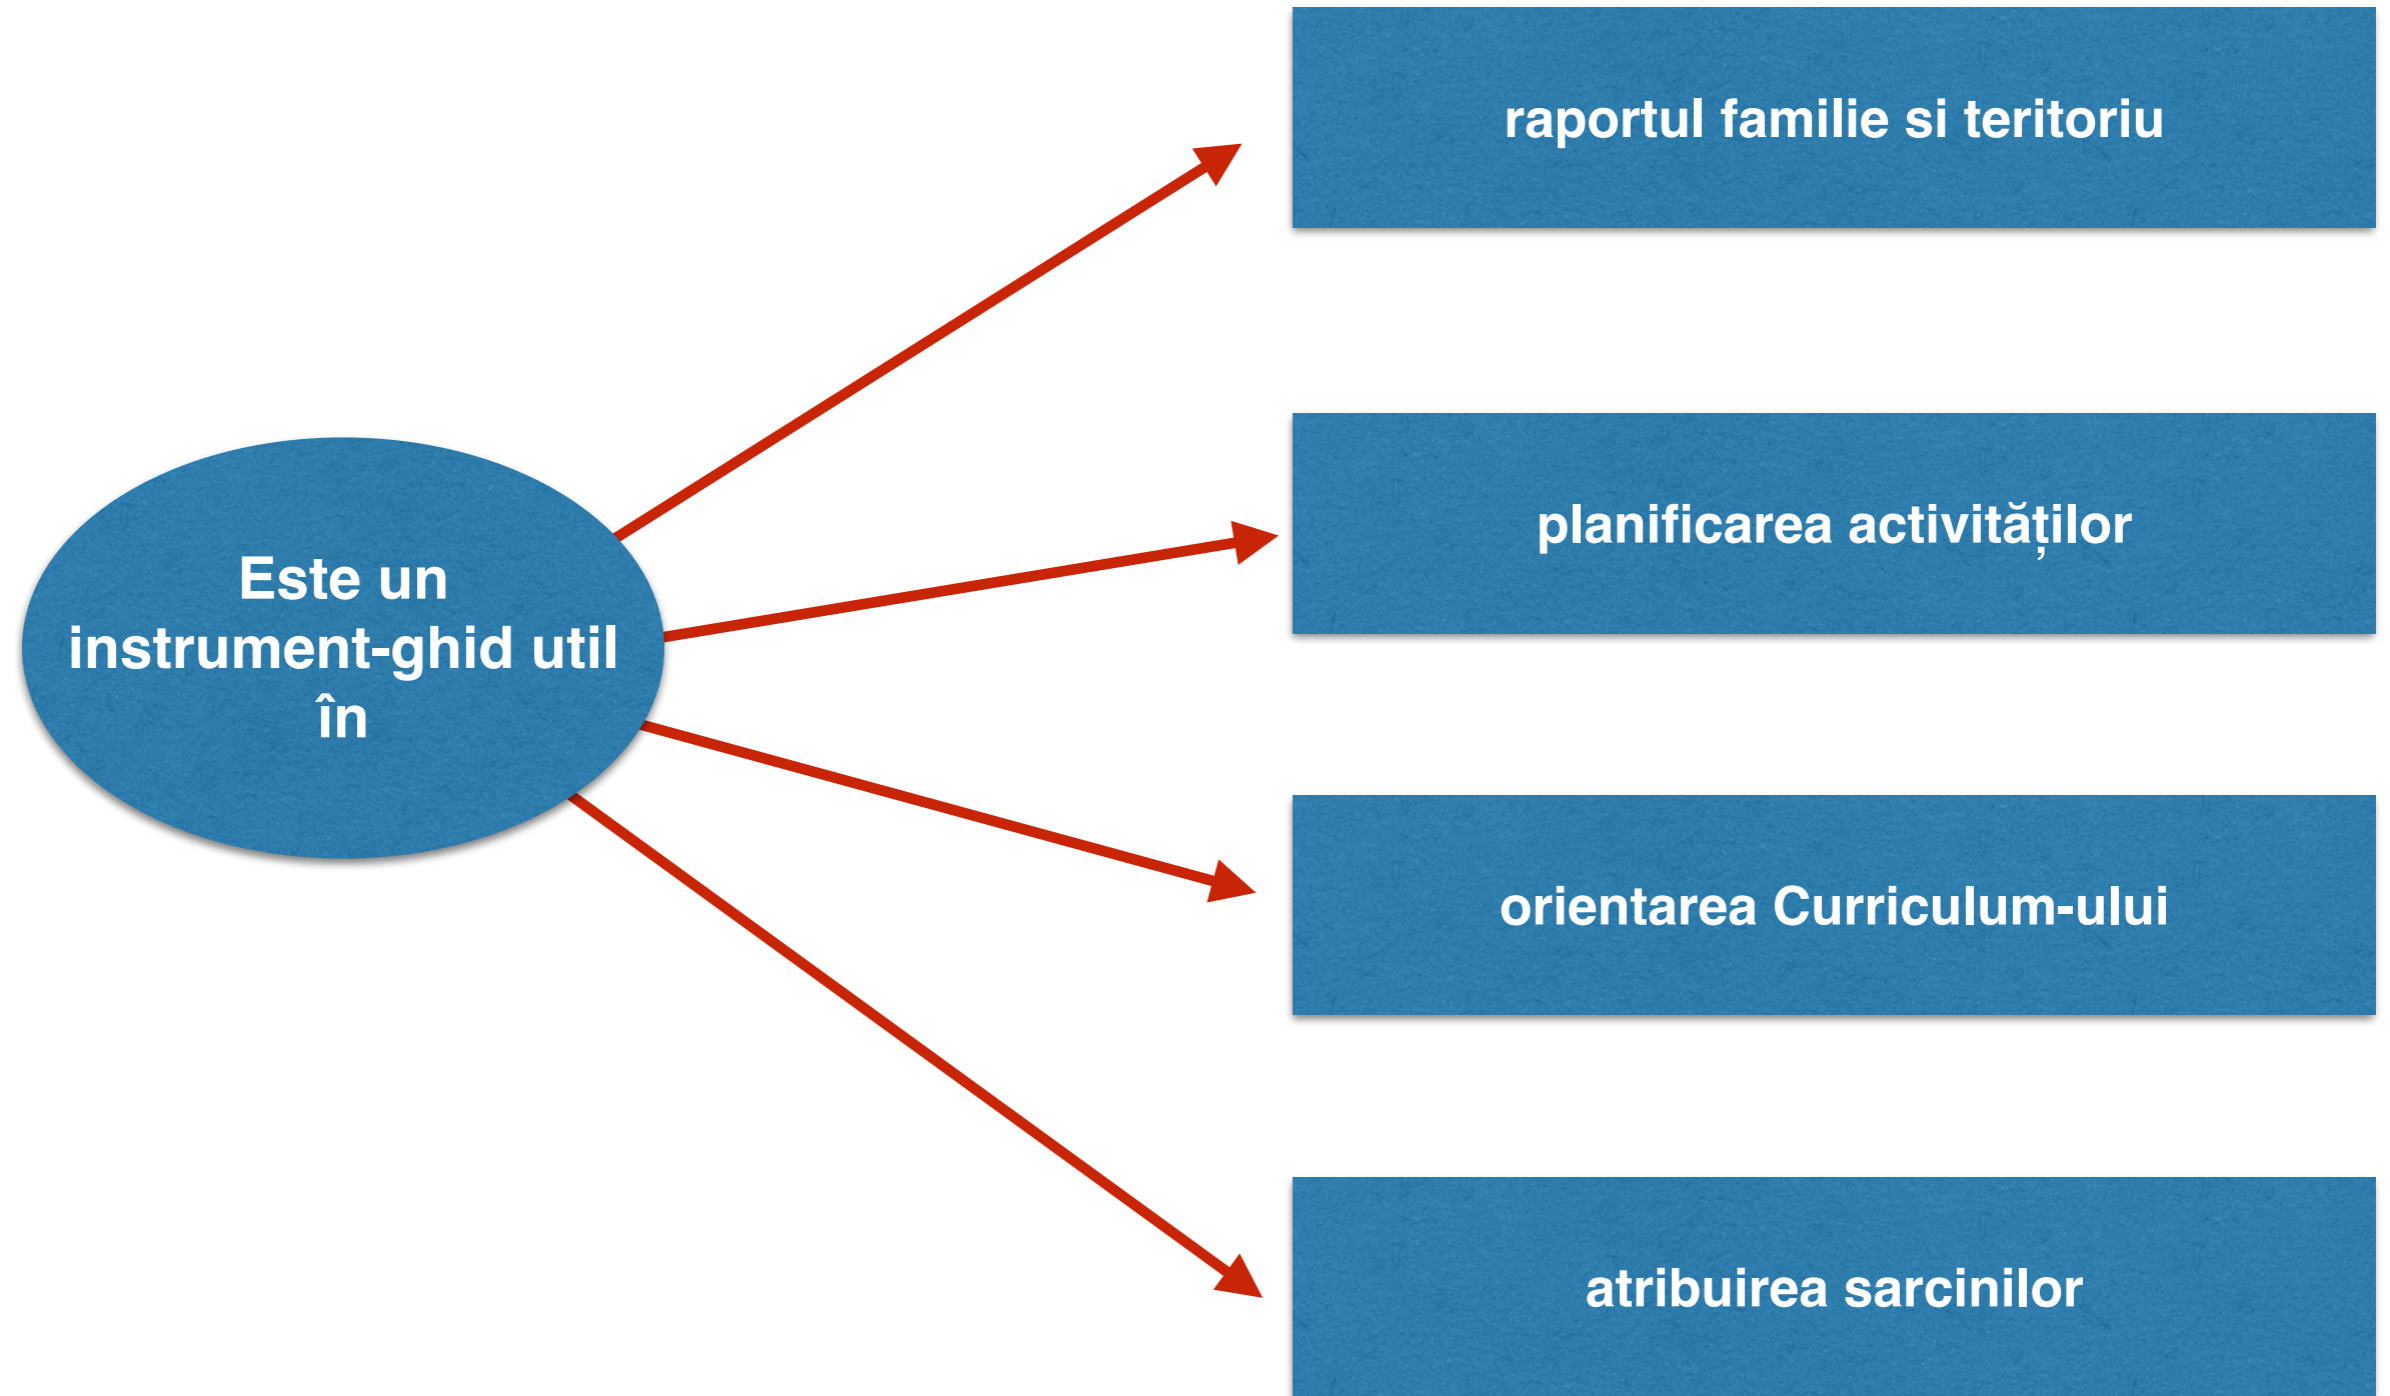 Este un
instrument-ghid util
în
raportul familie si teritoriu
planificarea activităților
orientarea Curriculum-ului
atribuirea sarcinilor